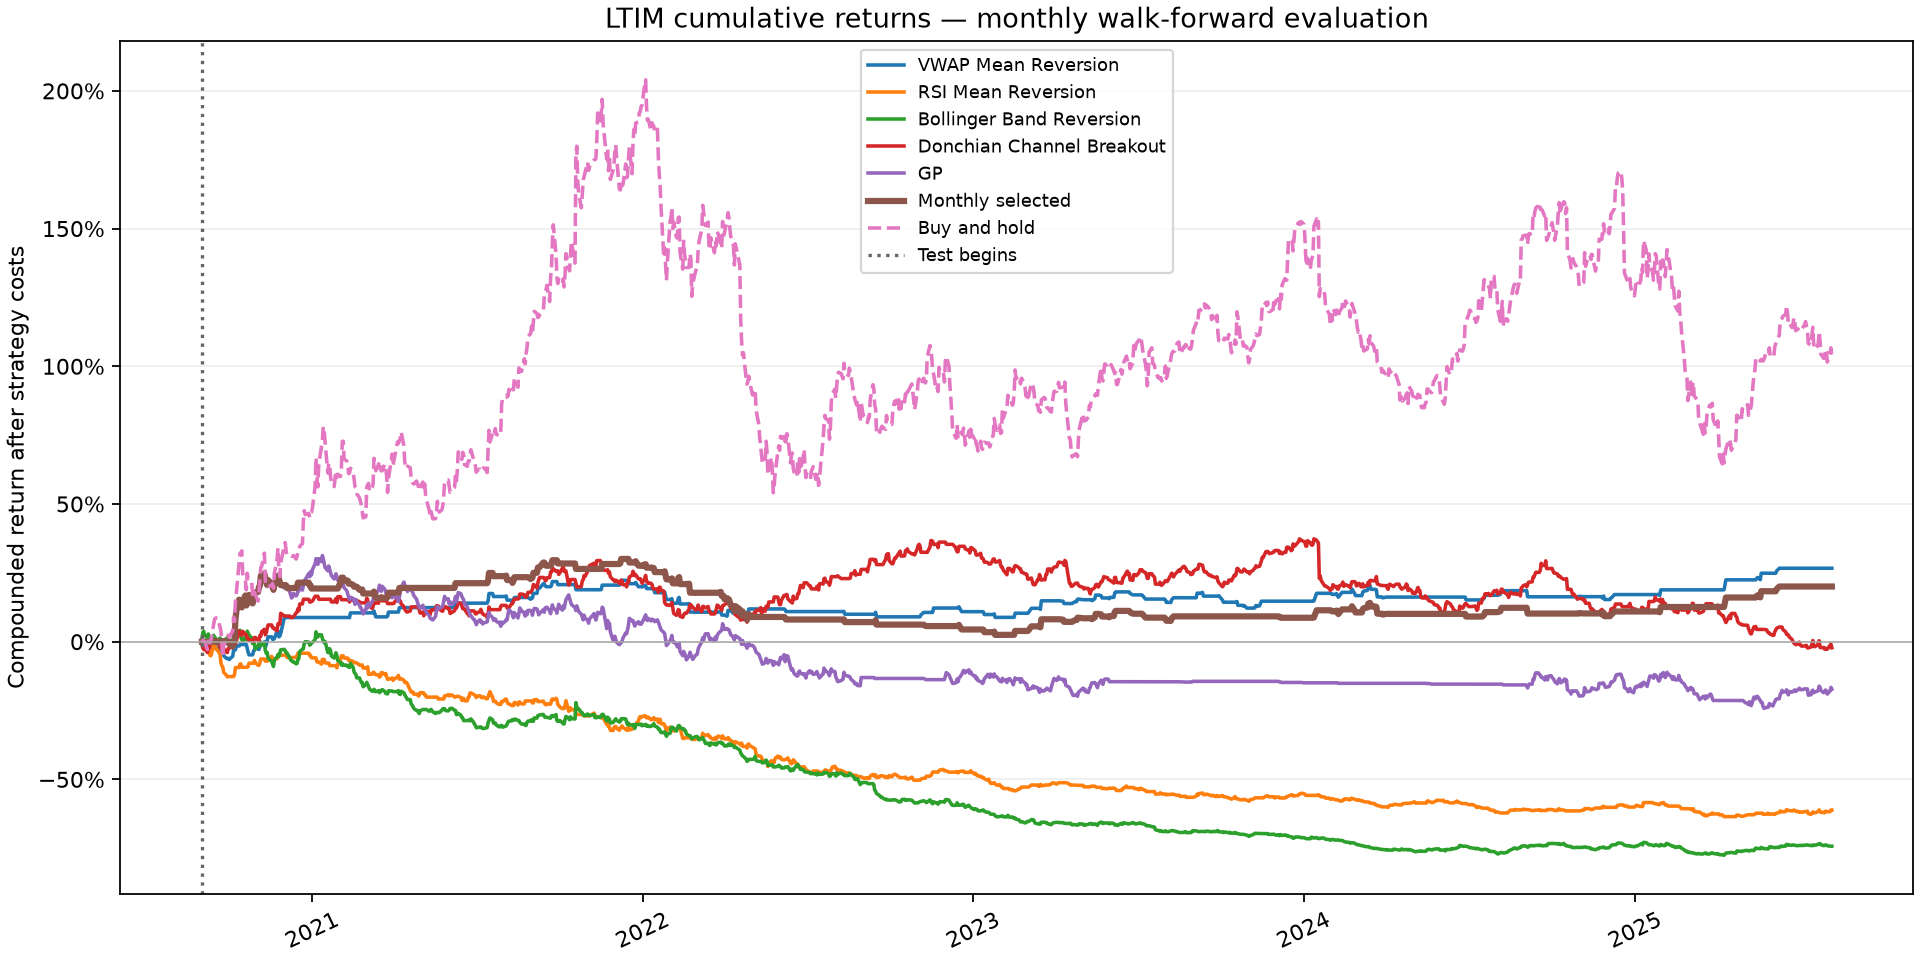 LTIM cumulative returns — monthly walk-forward evaluation
Compounded return after strategy costs
200%
150%
100%
50%
0%
−50%
VWAP Mean Reversion
RSI Mean Reversion
Bollinger Band Reversion
Donchian Channel Breakout
GP
Monthly selected
Buy and hold
Test begins
2021
2022
2023
2024
2025